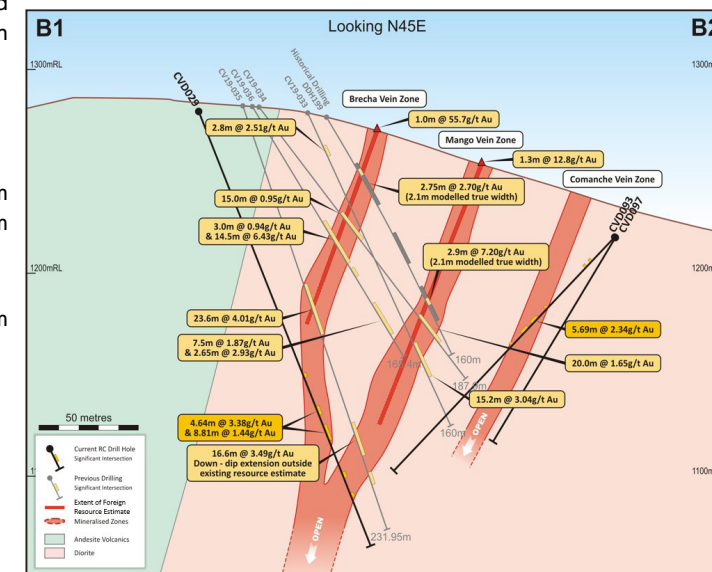 B1
Looking N45E
B2
1300mRL
1200mRL
1300m
1200m
1100m
CVD029
CV19-035
CV19-036
CV19-034
CV19-033
Historical Drilling
DDH199
Brecha Vein Zone
1.0m @ 55.7g/t Au
Mango Vein Zone
1.3m @ 12.8g/t Au
Comanche Vein Zone
CVD093
CVD097
2.8m @ 2.51g/t Au
15.0m @ 0.95g/t Au
3.0m @ 0.94g/t Au
& 14.5m @ 6.43g/t Au
2.75m @ 2.70g/t Au
(2.1m modelled true width)
2.9m @ 7.20g/t Au
(2.1m modelled true width)
23.6m @ 4.01g/t Au
7.5m @ 1.87g/t Au
& 2.65m @ 2.93g/t Au
5.69m @ 2.34g/t Au
20.0m @ 1.65g/t Au
15.2m @ 3.04g/t Au
4.64m @ 3.38g/t Au
& 8.81m @ 1.44g/t Au
16.6m @ 3.49g/t Au
Down - dip extension outside
existing resource estimate
160m
160m
231.95m
OPEN
OPEN
50 metres
Current RC Drill Hole
Significant Intersection
Previous Drilling
Significant Intersection
Extent of Foreign
Resource Estimate
Mineralised Zones
Andesite Volcanics
Diorite